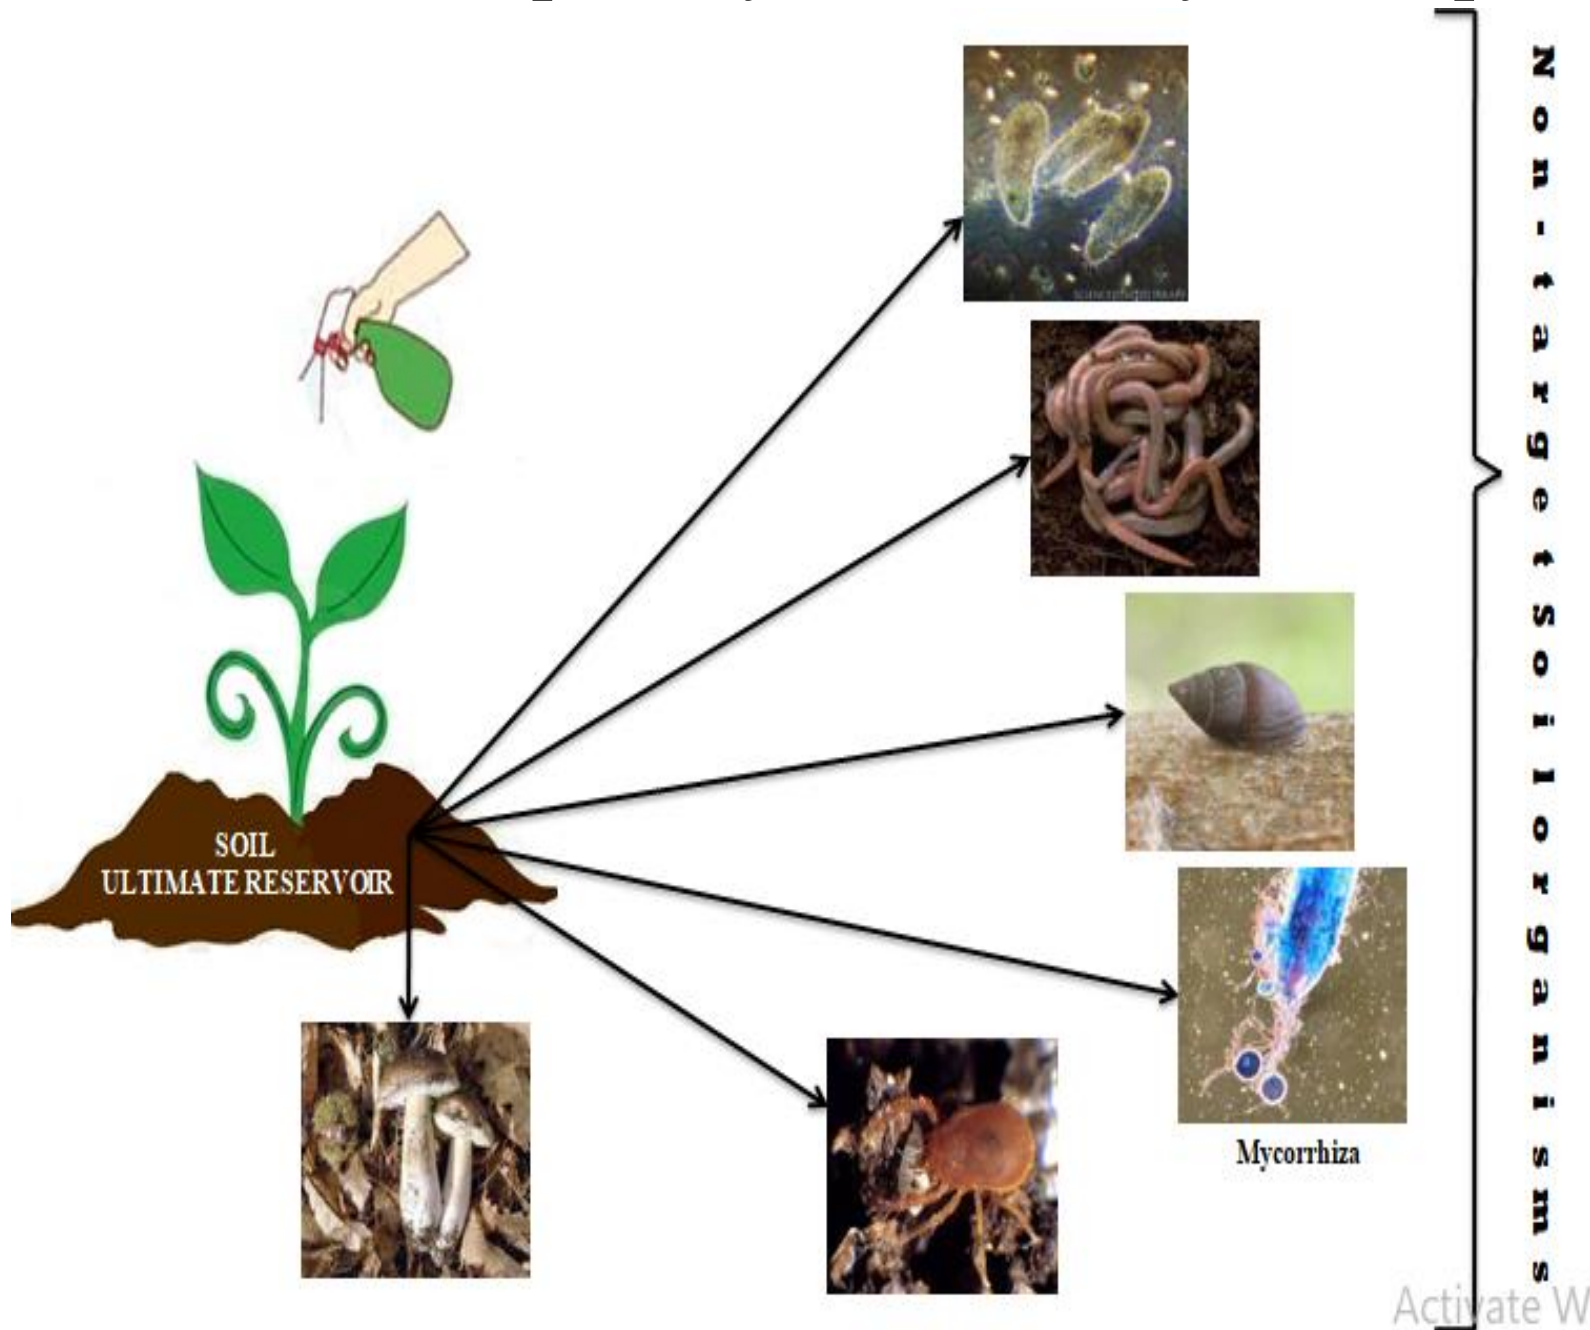 SOIL
ULTIMATE RESERVOIR
Mycorrhiza
Non-target Soil organisms
Activate W